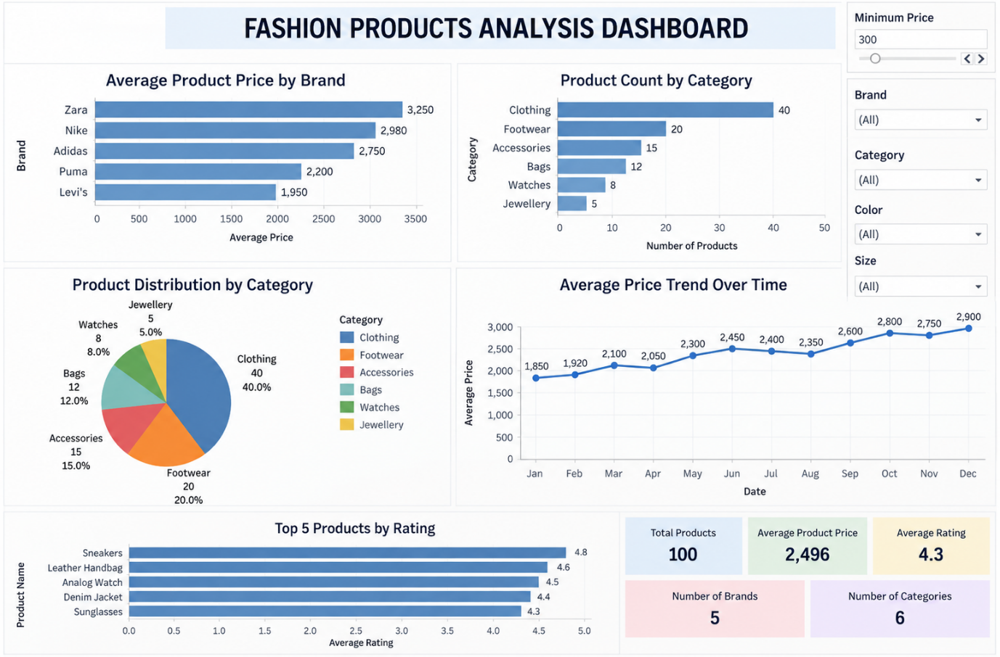 FASHION PRODUCTS ANALYSIS DASHBOARD
Minimum Price
300
Brand
(All)
Category
(All)
Color
(All)
Size
(All)
Average Product Price by Brand
Brand
Zara 3,250
Nike 2,980
Adidas 2,750
Puma 2,200
Levi's 1,950
0 500 1000 1500 2000 2500 3000 3500
Average Price
Product Count by Category
Category
Clothing 40
Footwear 20
Accessories 15
Bags 12
Watches 8
Jewellery 5
0 10 20 30 40 50
Number of Products
Product Distribution by Category
Jewellery
5
5.0%
Watches
8
8.0%
Bags
12
12.0%
Accessories
15
15.0%
Footwear
20
20.0%
Clothing
40
40.0%
Category
Clothing
Footwear
Accessories
Bags
Watches
Jewellery
Average Price Trend Over Time
Average Price
3,000
2,500
2,000
1,500
1,000
500
0
1,850 1,920 2,100 2,050 2,300 2,450 2,400 2,350 2,600 2,800 2,750 2,900
Jan Feb Mar Apr May Jun Jul Aug Sep Oct Nov Dec
Date
Top 5 Products by Rating
Product Name
Sneakers 4.8
Leather Handbag 4.6
Analog Watch 4.5
Denim Jacket 4.4
Sunglasses 4.3
0.0 0.5 1.0 1.5 2.0 2.5 3.0 3.5 4.0 4.5 5.0
Average Rating
Total Products
100
Average Product Price
2,496
Average Rating
4.3
Number of Brands
5
Number of Categories
6